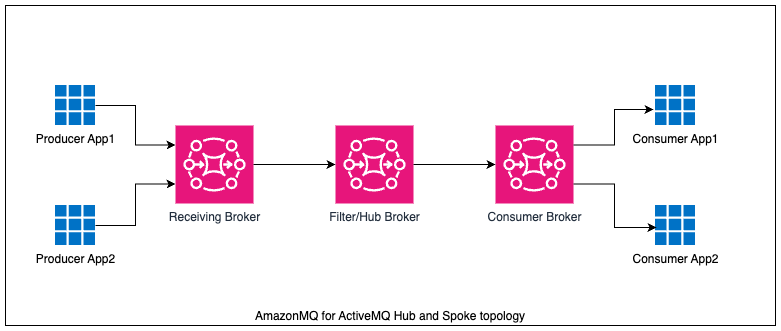 Producer App1
Consumer App1
Receiving Broker
Filter/Hub Broker
Consumer Broker
Producer App2
Consumer App2
AmazonMQ for ActiveMQ Hub and Spoke topology